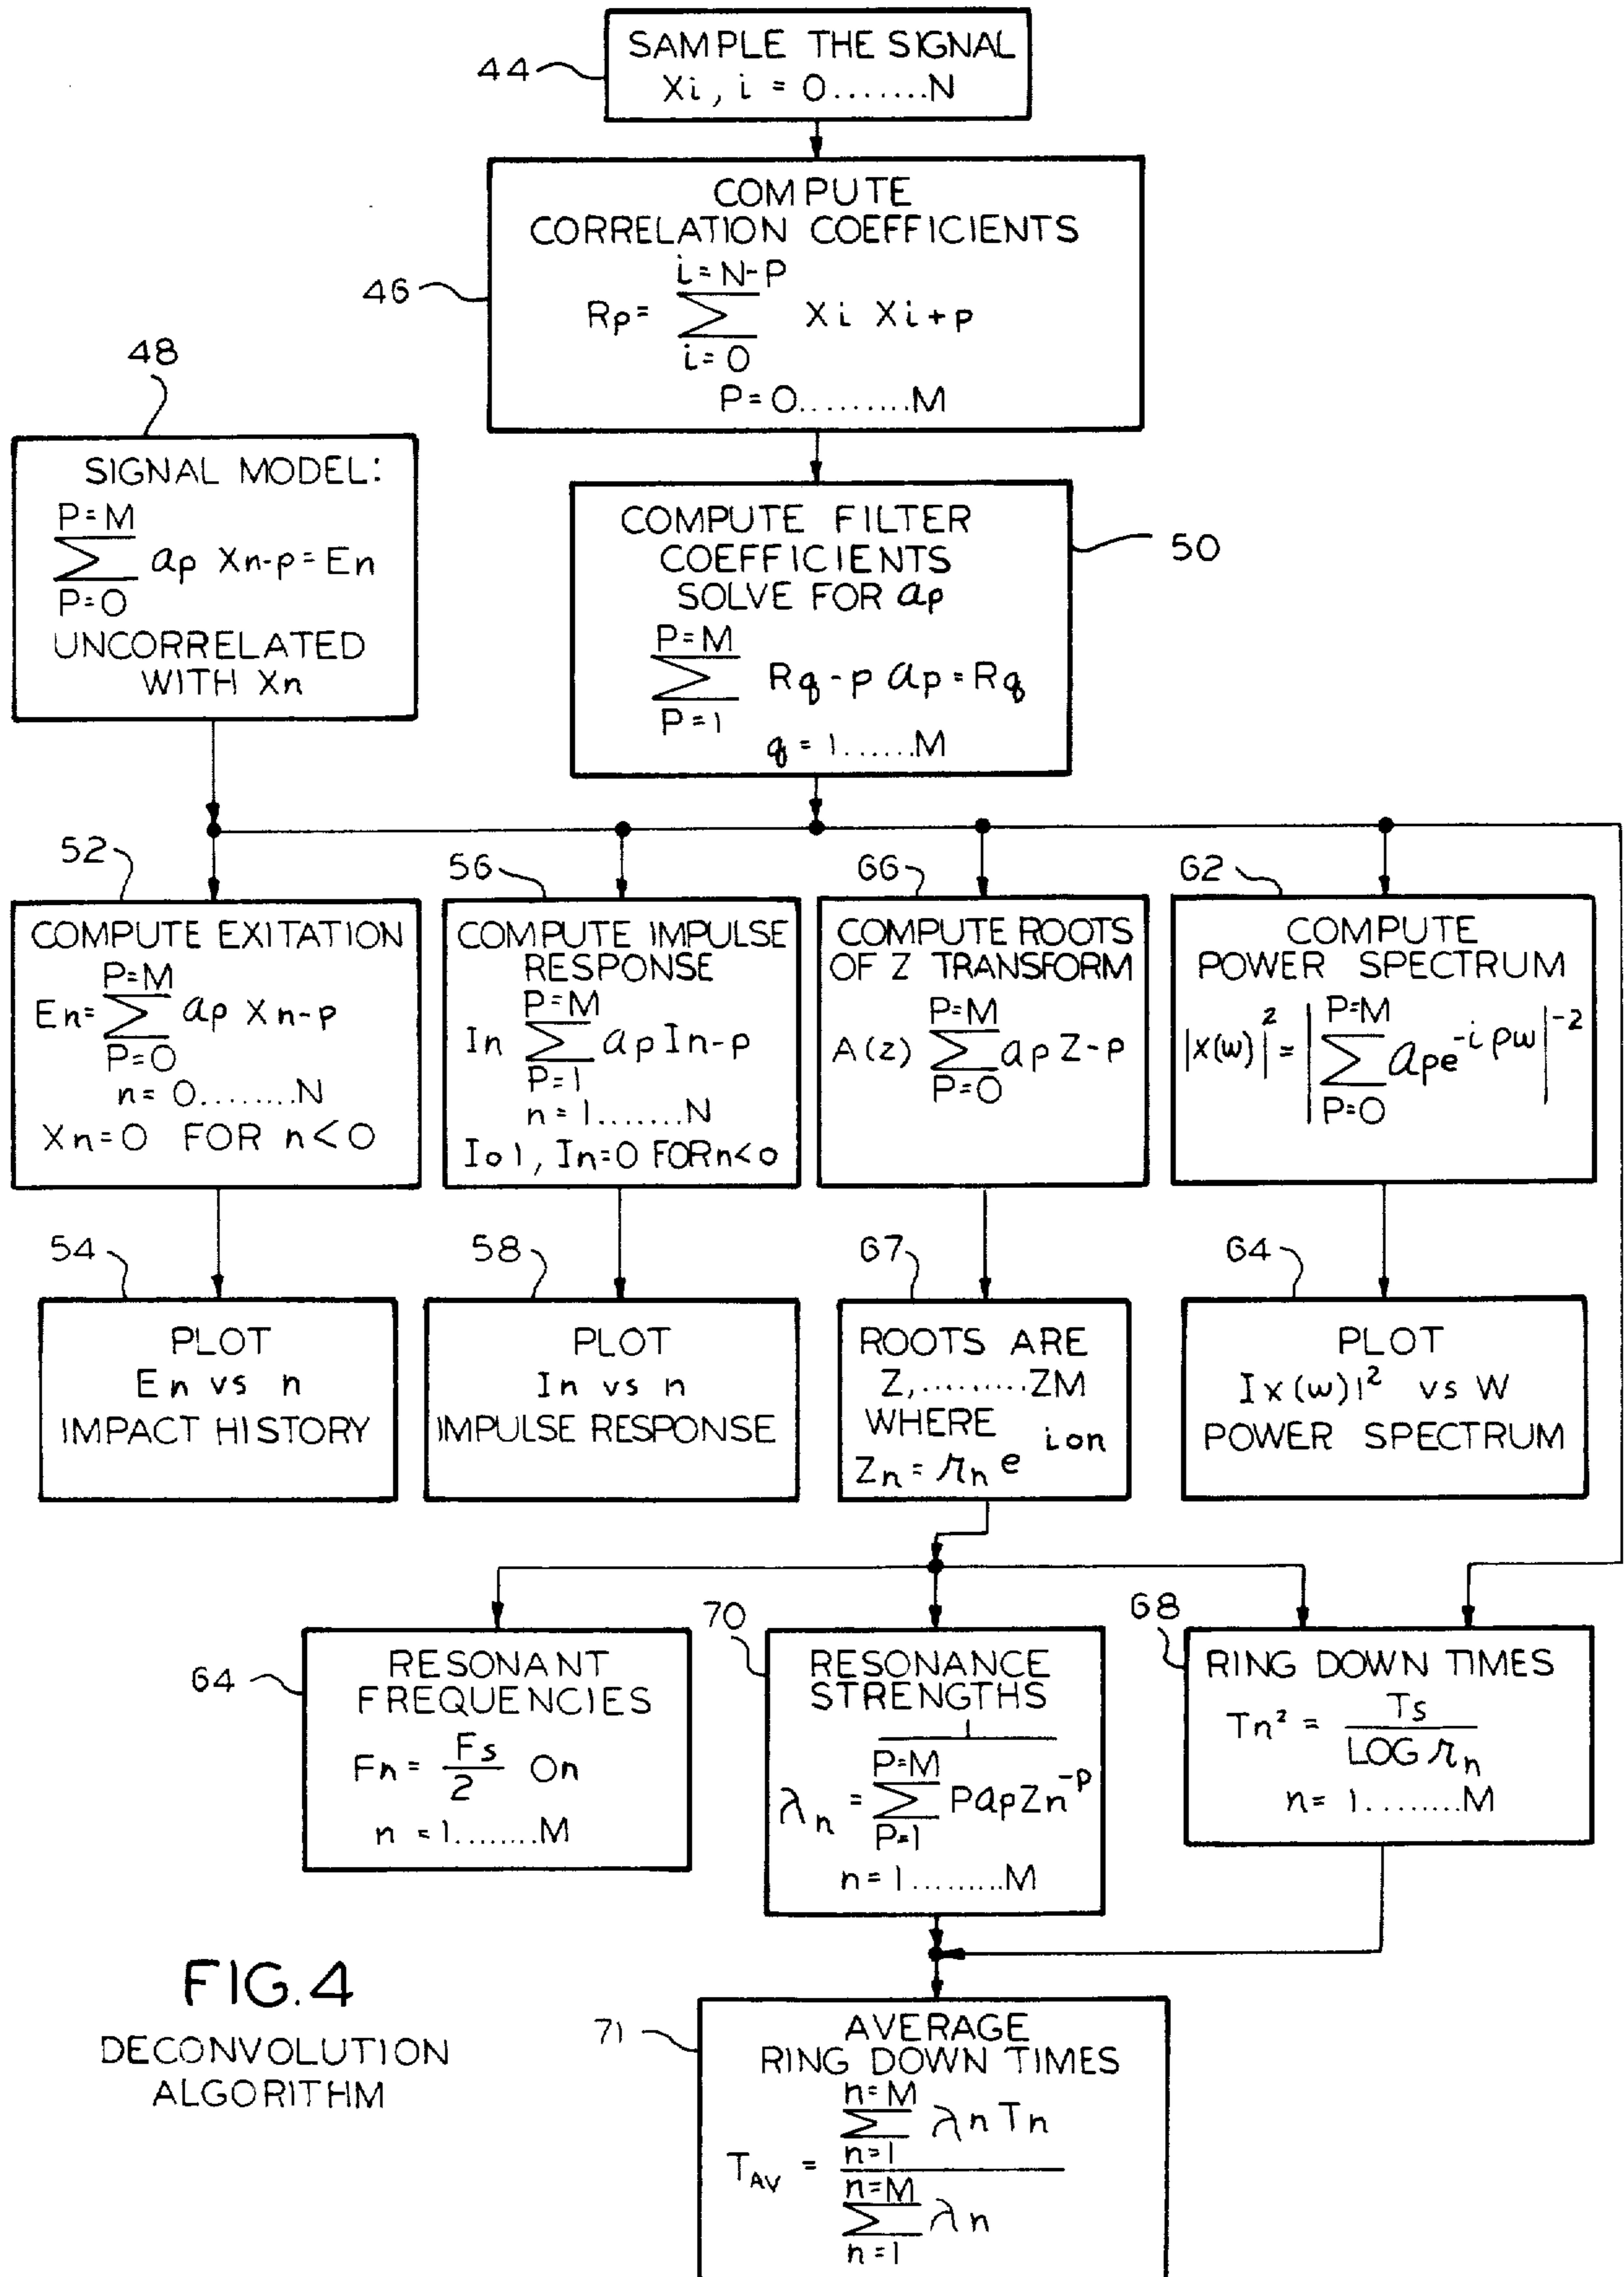 44
SAMPLE THE SIGNAL
Xi, i = 0.......N
46
COMPUTE
CORRELATION COEFFICIENTS
i=N-P
Rp= ∑ Xi Xi+p
i=0
P=0.........M
48
SIGNAL MODEL:
P=M
∑ ap Xn-p=En
P=0
UNCORRELATED
WITH Xn
50
COMPUTE FILTER
COEFFICIENTS
SOLVE FOR ap
P=M
∑ Rq-p ap=Rq
P=1
q=1......M
52
COMPUTE EXITATION
P=M
En=∑ ap Xn-p
P=0
n=0........N
Xn=0 FOR n<0
56
COMPUTE IMPULSE
RESPONSE
P=M
In ∑ ap In-p
P=1
n=1.......N
Io1, In=0 FOR n<0
66
COMPUTE ROOTS
OF Z TRANSFORM
P=M
A(z) ∑ ap Z-p
P=0
62
COMPUTE
POWER SPECTRUM
P=M
|x(w)|²=|∑ ape^-ipw|^-2
P=0
54
PLOT
En vs n
IMPACT HISTORY
58
PLOT
In vs n
IMPULSE RESPONSE
67
ROOTS ARE
Z,.........ZM
WHERE
Zn=rn e^ion
64
PLOT
Ix(w)|² vs W
POWER SPECTRUM
64
RESONANT
FREQUENCIES
Fn= Fs/2 On
n=1.......M
70
RESONANCE
STRENGTHS
1
P=M
λn = ∑ PapZn^-p
P=1
n=1.........M
68
RING DOWN TIMES
Tn²= Ts/LOG rn
n=1........M
71
AVERAGE
RING DOWN TIMES
n=M
∑ λn Tn
n=1
TAV =
n=M
∑ λn
n=1
FIG.4
DECONVOLUTION
ALGORITHM